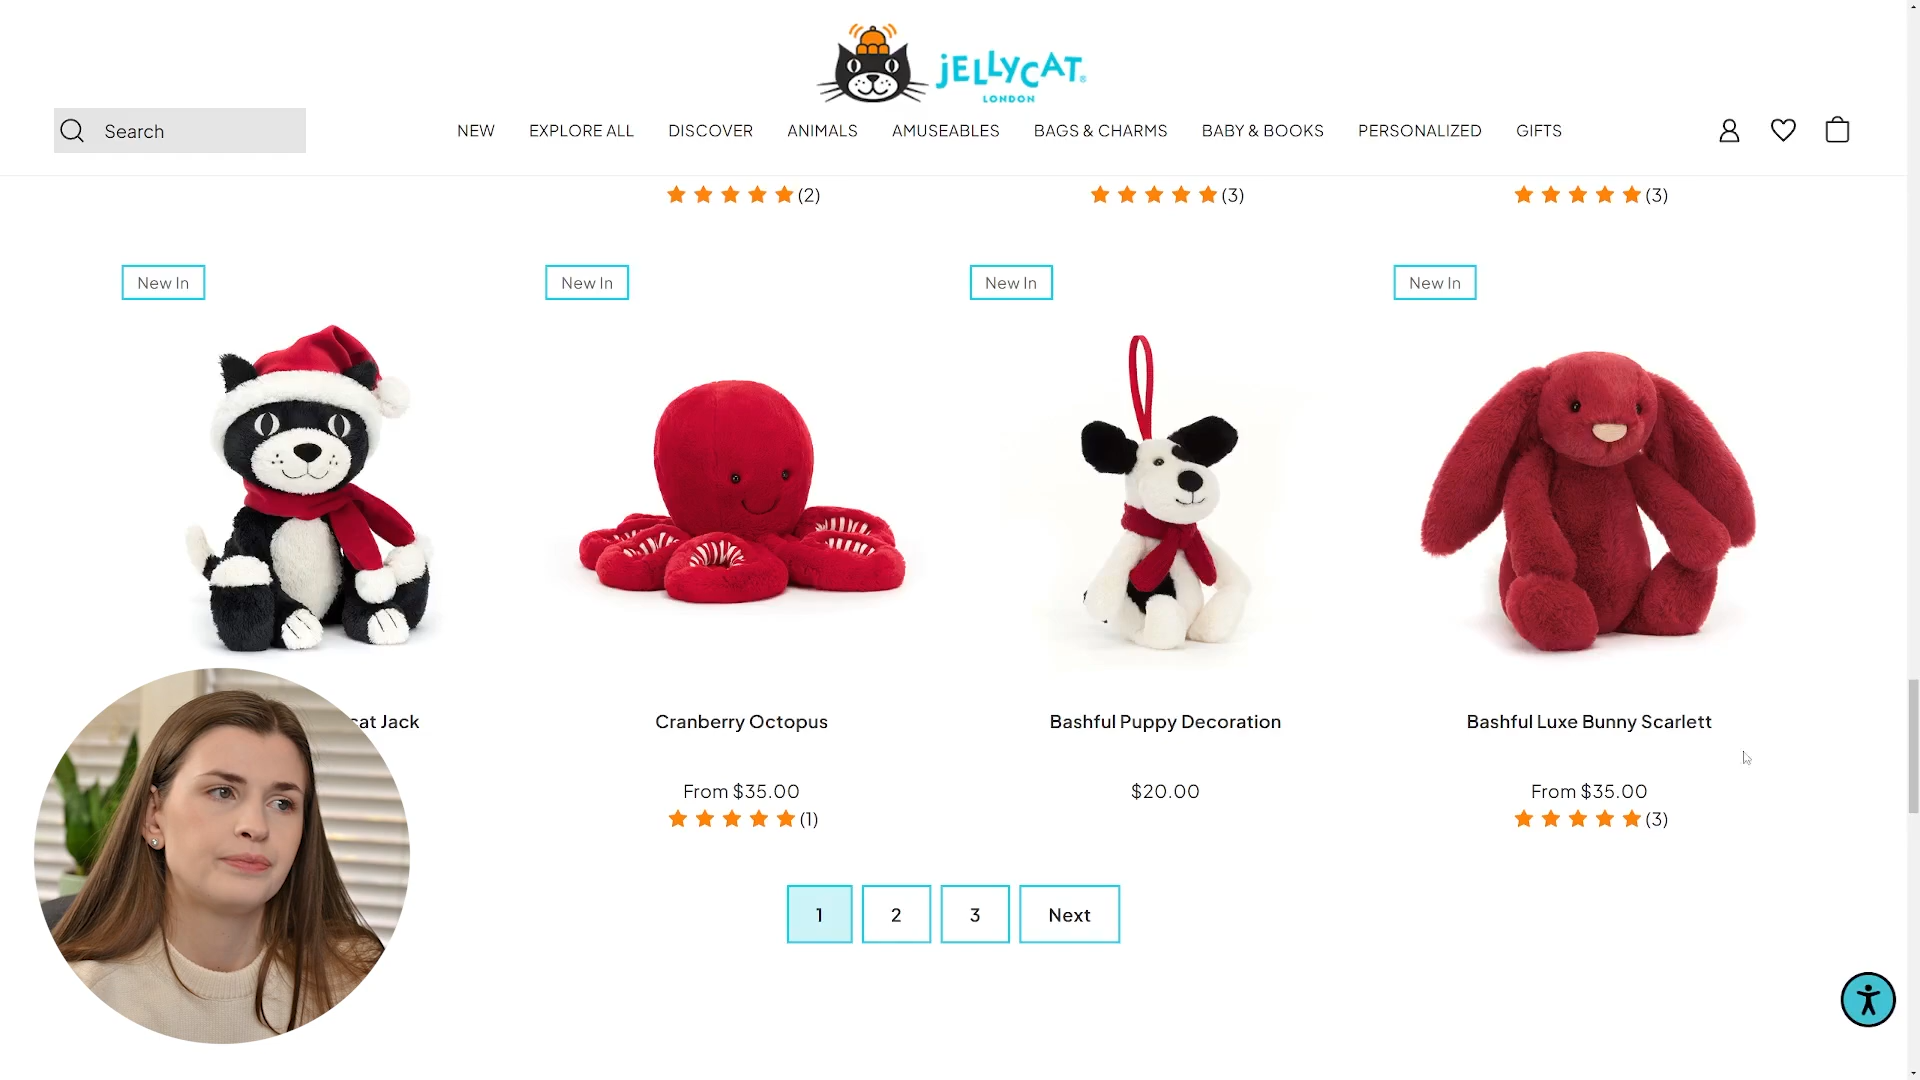 jELLYCAT®
LONDON
Search
NEW
EXPLORE ALL
DISCOVER
ANIMALS
AMUSEABLES
BAGS & CHARMS
BABY & BOOKS
PERSONALIZED
GIFTS
(2)
(3)
(3)
New In
New In
New In
New In
cat Jack
Cranberry Octopus
Bashful Puppy Decoration
Bashful Luxe Bunny Scarlett
From $35.00
$20.00
From $35.00
(1)
(3)
1
2
3
Next